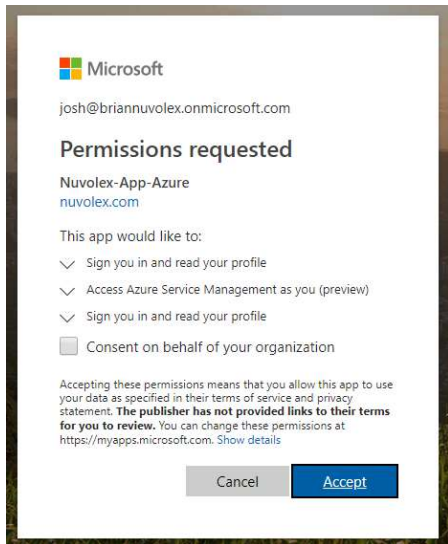 Microsoft
josh@briannuvolex.onmicrosoft.com
Permissions requested
Nuvolex-App-Azure
nuvolex.com
This app would like to:
Sign you in and read your profile
Access Azure Service Management as you (preview)
Sign you in and read your profile
Consent on behalf of your organization
Accepting these permissions means that you allow this app to use
your data as specified in their terms of service and privacy
statement. The publisher has not provided links to their terms
for you to review. You can change these permissions at
https://myapps.microsoft.com. Show details
Cancel Accept